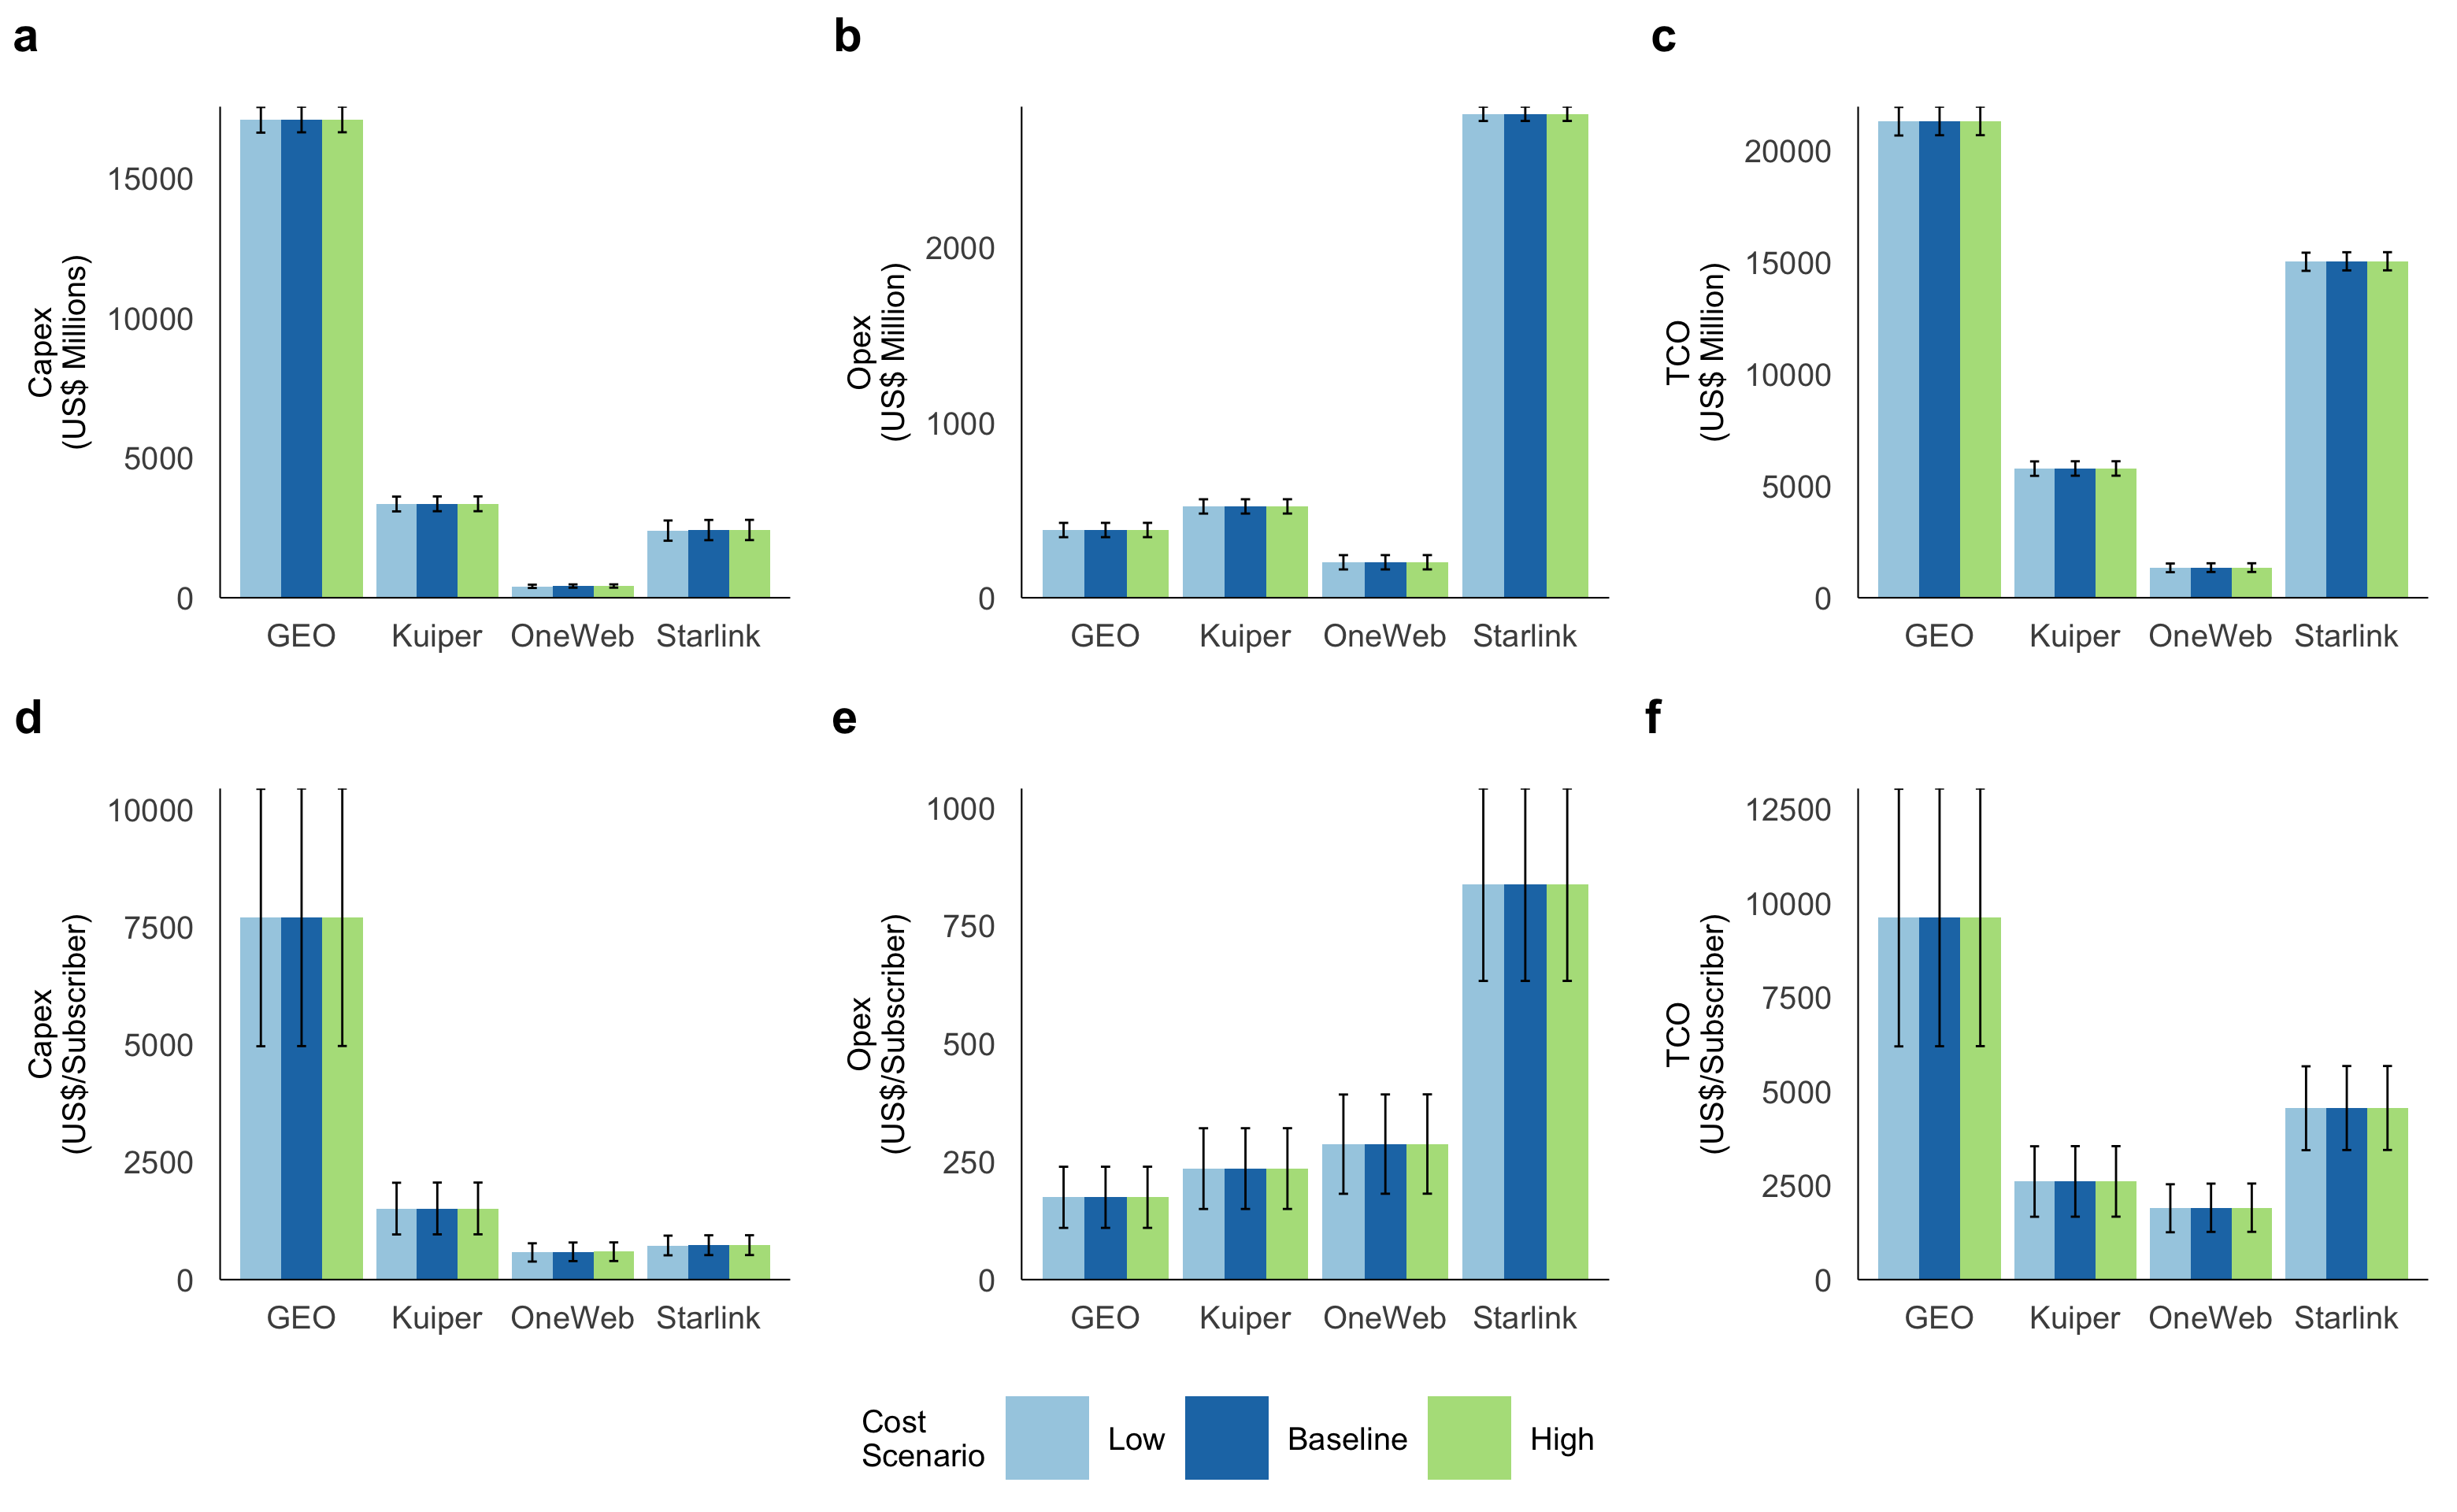 a
Capex
(US$ Millions)
15000
10000
5000
0
GEO Kuiper OneWeb Starlink
b
Opex
(US$ Million)
2000
1000
0
GEO Kuiper OneWeb Starlink
c
TCO
(US$ Million)
20000
15000
10000
5000
0
GEO Kuiper OneWeb Starlink
d
Capex
(US$/Subscriber)
10000
7500
5000
2500
0
GEO Kuiper OneWeb Starlink
e
Opex
(US$/Subscriber)
1000
750
500
250
0
GEO Kuiper OneWeb Starlink
f
TCO
(US$/Subscriber)
12500
10000
7500
5000
2500
0
GEO Kuiper OneWeb Starlink
Cost
Scenario
Low Baseline High